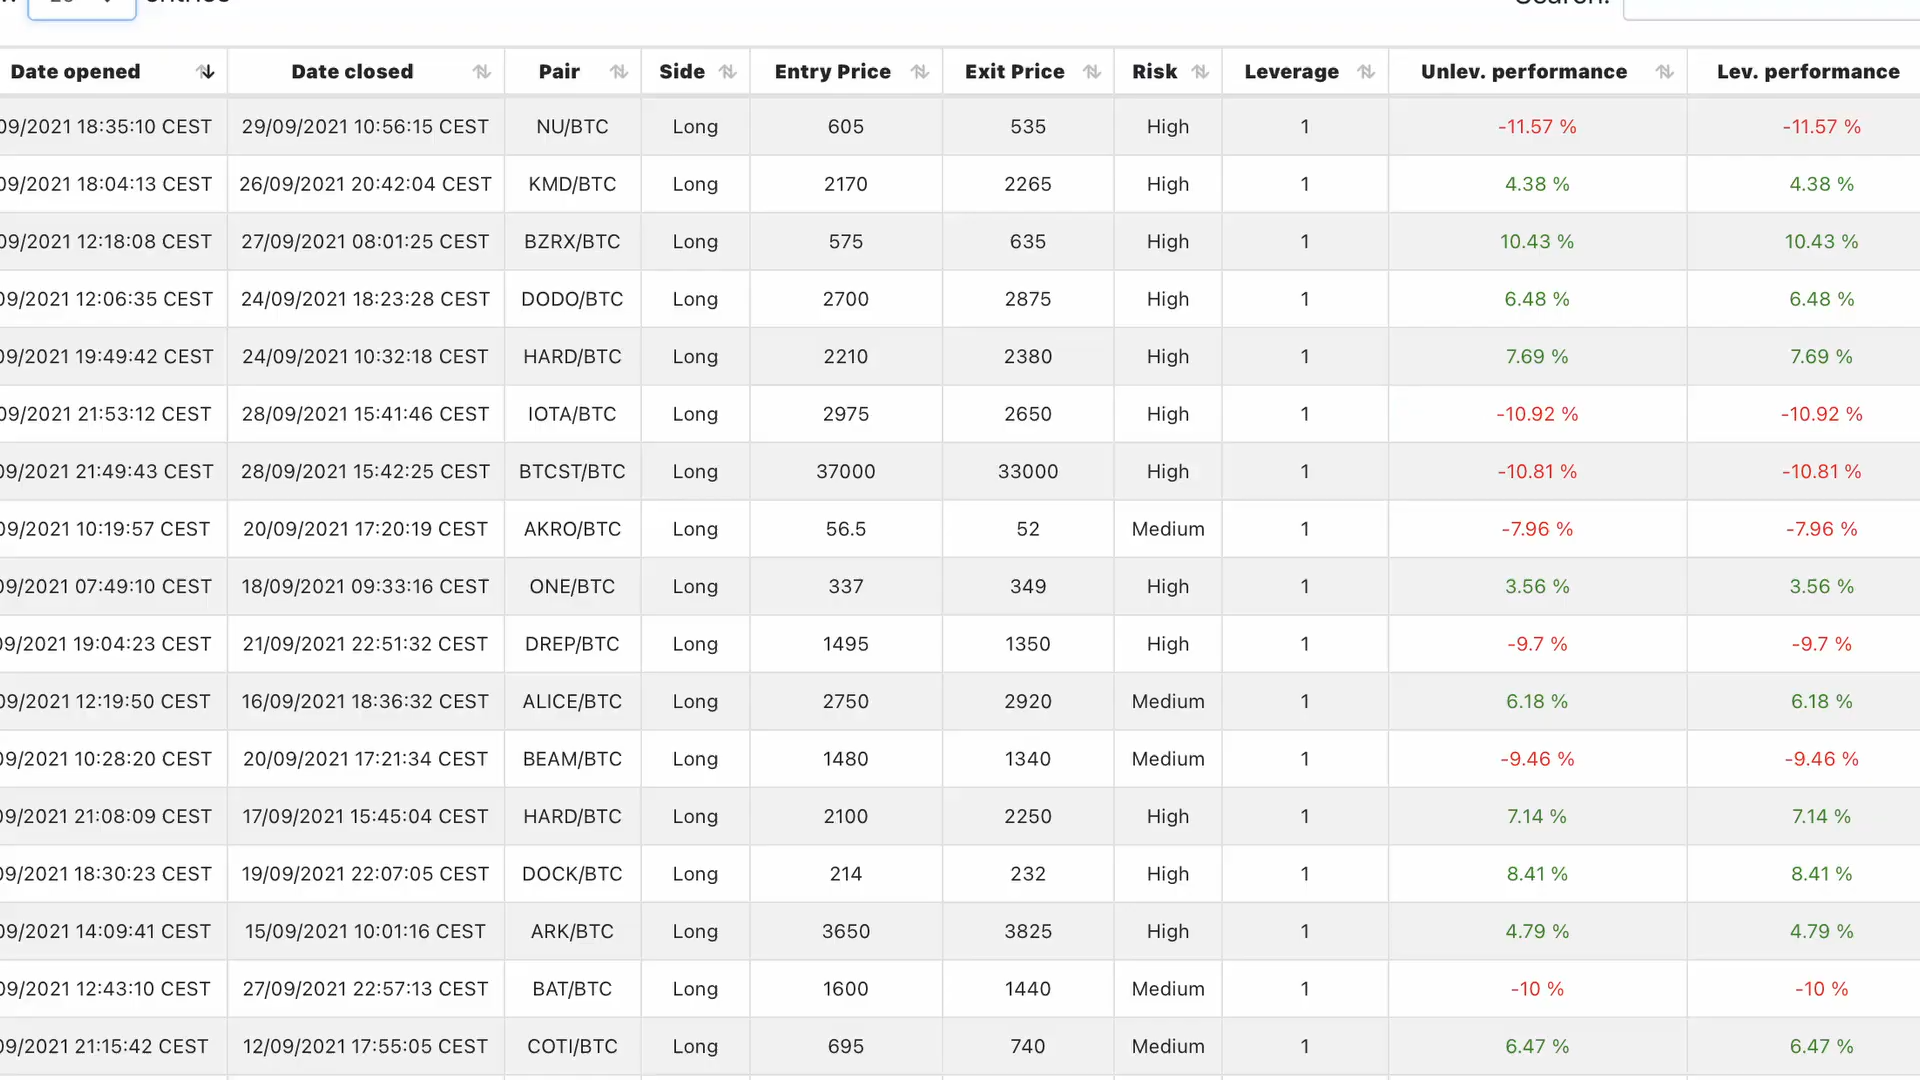 entries
Search:
Date opened Date closed Pair Side Entry Price Exit Price Risk Leverage Unlev. performance Lev. performance
09/2021 18:35:10 CEST 29/09/2021 10:56:15 CEST NU/BTC Long 605 535 High 1 -11.57 % -11.57 %
09/2021 18:04:13 CEST 26/09/2021 20:42:04 CEST KMD/BTC Long 2170 2265 High 1 4.38 % 4.38 %
09/2021 12:18:08 CEST 27/09/2021 08:01:25 CEST BZRX/BTC Long 575 635 High 1 10.43 % 10.43 %
09/2021 12:06:35 CEST 24/09/2021 18:23:28 CEST DODO/BTC Long 2700 2875 High 1 6.48 % 6.48 %
09/2021 19:49:42 CEST 24/09/2021 10:32:18 CEST HARD/BTC Long 2210 2380 High 1 7.69 % 7.69 %
09/2021 21:53:12 CEST 28/09/2021 15:41:46 CEST IOTA/BTC Long 2975 2650 High 1 -10.92 % -10.92 %
09/2021 21:49:43 CEST 28/09/2021 15:42:25 CEST BTCST/BTC Long 37000 33000 High 1 -10.81 % -10.81 %
09/2021 10:19:57 CEST 20/09/2021 17:20:19 CEST AKRO/BTC Long 56.5 52 Medium 1 -7.96 % -7.96 %
09/2021 07:49:10 CEST 18/09/2021 09:33:16 CEST ONE/BTC Long 337 349 High 1 3.56 % 3.56 %
09/2021 19:04:23 CEST 21/09/2021 22:51:32 CEST DREP/BTC Long 1495 1350 High 1 -9.7 % -9.7 %
09/2021 12:19:50 CEST 16/09/2021 18:36:32 CEST ALICE/BTC Long 2750 2920 Medium 1 6.18 % 6.18 %
09/2021 10:28:20 CEST 20/09/2021 17:21:34 CEST BEAM/BTC Long 1480 1340 Medium 1 -9.46 % -9.46 %
09/2021 21:08:09 CEST 17/09/2021 15:45:04 CEST HARD/BTC Long 2100 2250 High 1 7.14 % 7.14 %
09/2021 18:30:23 CEST 19/09/2021 22:07:05 CEST DOCK/BTC Long 214 232 High 1 8.41 % 8.41 %
09/2021 14:09:41 CEST 15/09/2021 10:01:16 CEST ARK/BTC Long 3650 3825 High 1 4.79 % 4.79 %
09/2021 12:43:10 CEST 27/09/2021 22:57:13 CEST BAT/BTC Long 1600 1440 Medium 1 -10 % -10 %
09/2021 21:15:42 CEST 12/09/2021 17:55:05 CEST COTI/BTC Long 695 740 Medium 1 6.47 % 6.47 %